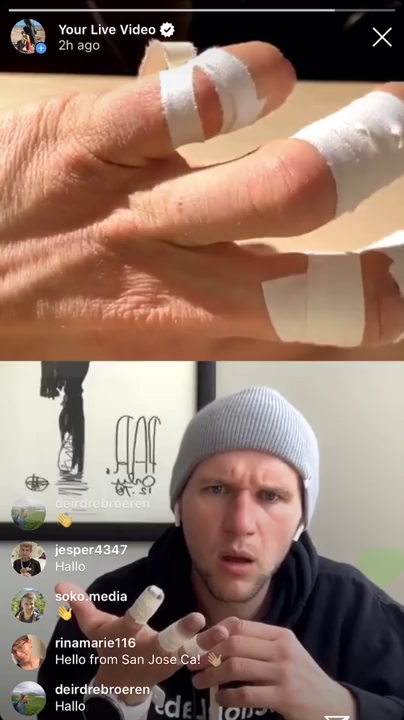 Your Live Video
2h ago
deirdrebroeren
👋
jesper4347
Hallo
soko.media
👋
rinamarie116
Hello from San Jose Ca! 👋🏼
deirdrebroeren
Hallo